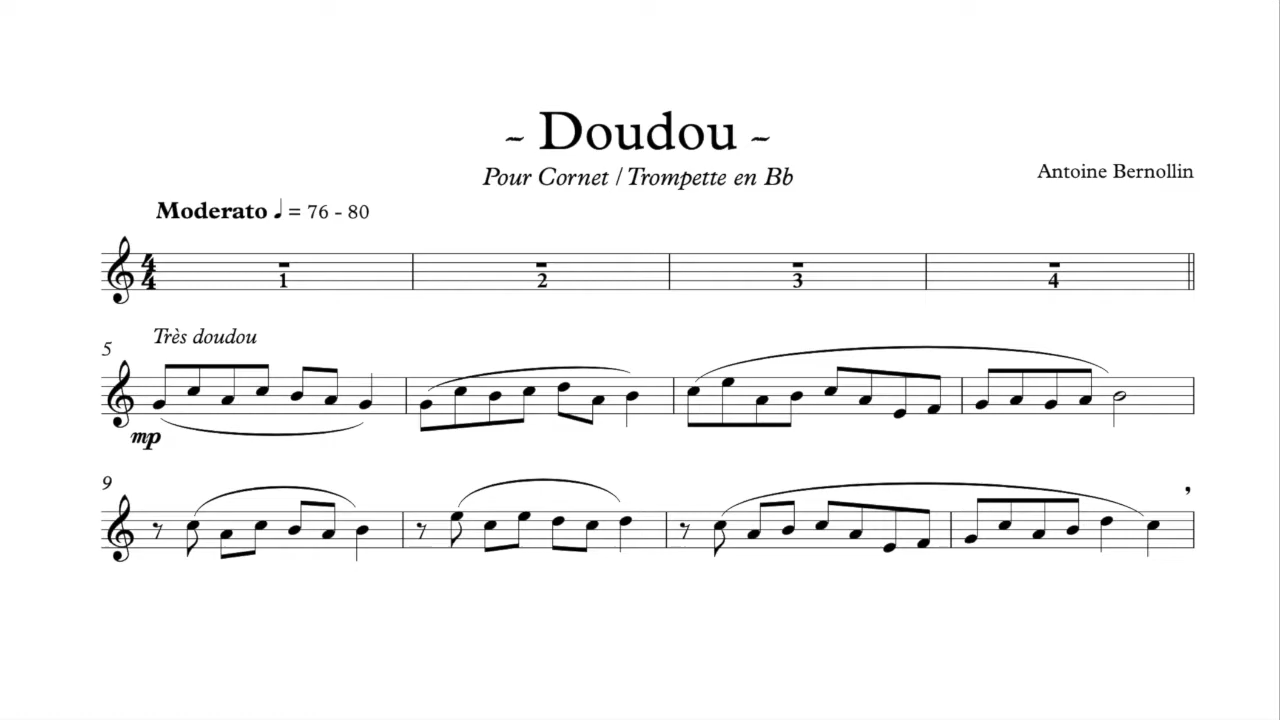 ~ Doudou ~
Pour Cornet / Trompette en Bb
Antoine Bernollin
Moderato ♩ = 76 - 80
1 2 3 4
Très doudou
5
mp
9